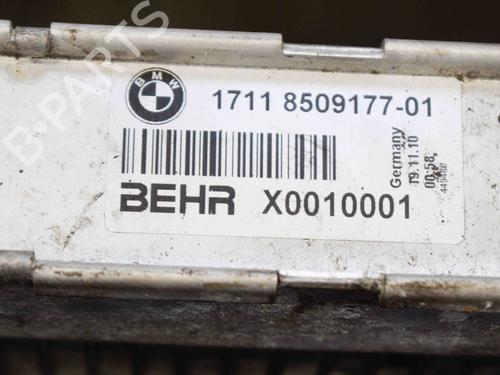 BMW
1711 8509177-01
BEHR X0010001
Germany
19.11.10
00:58
B-PARTS